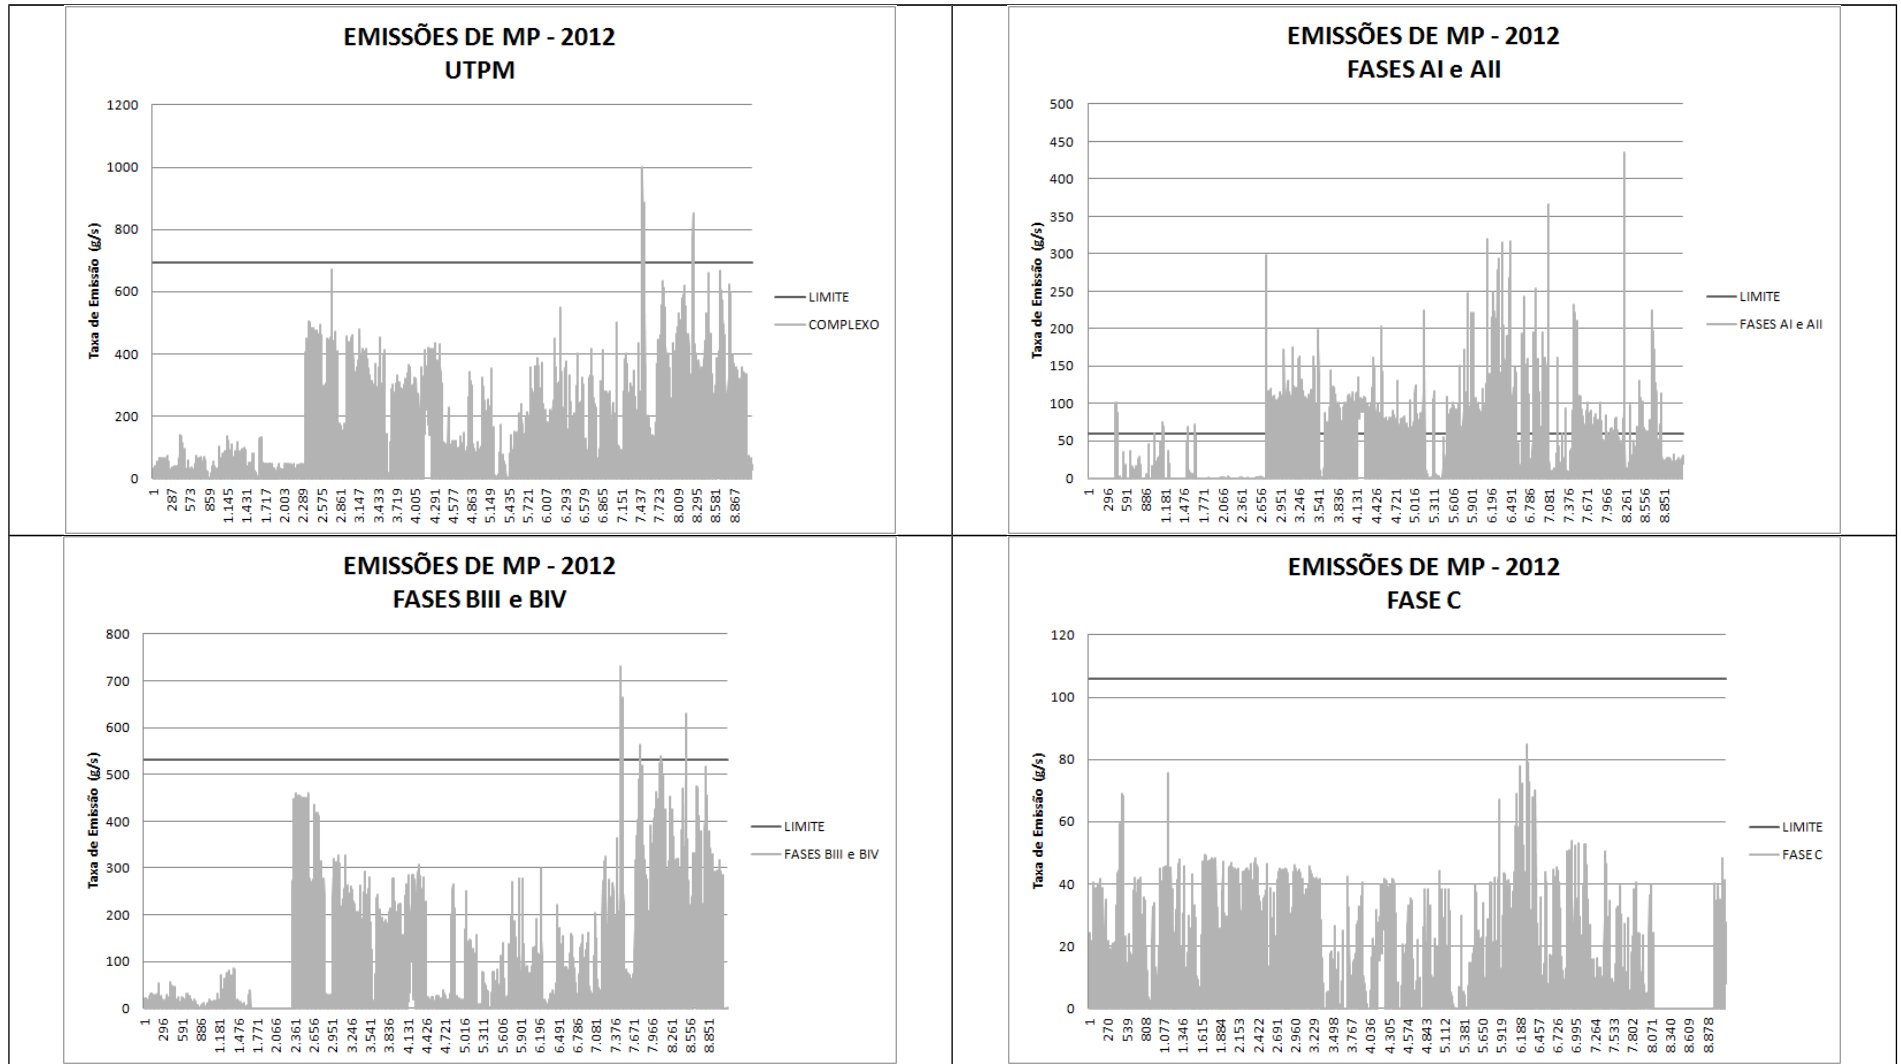 EMISSÕES DE MP - 2012
UTPM
1200
1000
800
600
400
200
0
Taxa de Emissão (g/s)
1 287 573 859 1.145 1.431 1.717 2.003 2.289 2.575 2.861 3.147 3.433 3.719 4.005 4.291 4.577 4.863 5.149 5.435 5.721 6.007 6.293 6.579 6.865 7.151 7.437 7.723 8.009 8.295 8.581 8.867
LIMITE
COMPLEXO
EMISSÕES DE MP - 2012
FASES AI e AII
500
450
400
350
300
250
200
150
100
50
0
Taxa de Emissão (g/s)
1 296 591 886 1.181 1.476 1.771 2.066 2.361 2.656 2.951 3.246 3.541 3.836 4.131 4.426 4.721 5.016 5.311 5.606 5.901 6.196 6.491 6.786 7.081 7.376 7.671 7.966 8.261 8.556 8.851
LIMITE
FASES AI e AII
EMISSÕES DE MP - 2012
FASES BIII e BIV
800
700
600
500
400
300
200
100
0
Taxa de Emissão (g/s)
1 296 591 886 1.181 1.476 1.771 2.066 2.361 2.656 2.951 3.246 3.541 3.836 4.131 4.426 4.721 5.016 5.311 5.606 5.901 6.196 6.491 6.786 7.081 7.376 7.671 7.966 8.261 8.556 8.851
LIMITE
FASES BIII e BIV
EMISSÕES DE MP - 2012
FASE C
120
100
80
60
40
20
0
Taxa de Emissão (g/s)
1 270 539 808 1.077 1.346 1.615 1.884 2.153 2.422 2.691 2.960 3.229 3.498 3.767 4.036 4.305 4.574 4.843 5.112 5.381 5.650 5.919 6.188 6.457 6.726 6.995 7.264 7.533 7.802 8.071 8.340 8.609 8.878
LIMITE
FASE C